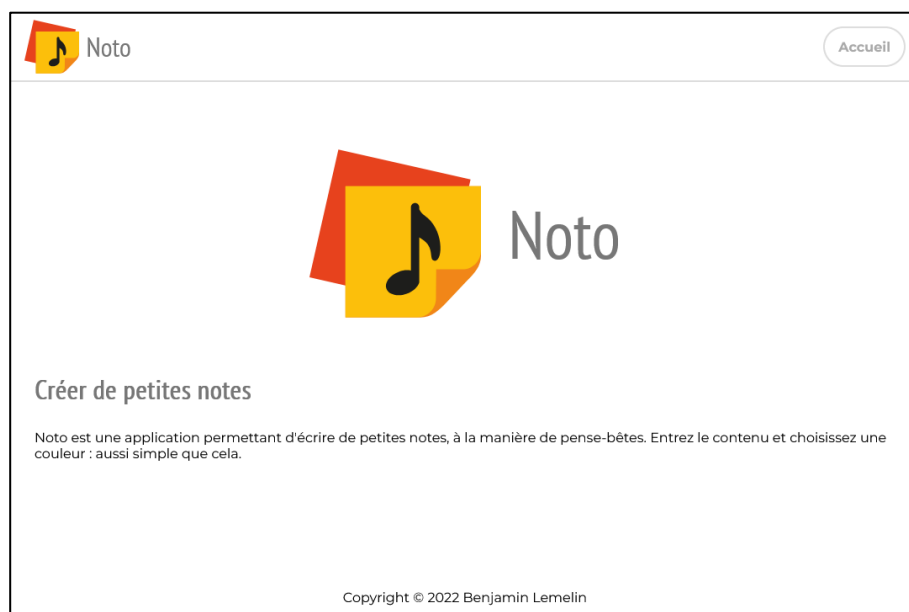 Noto
Accueil
Noto
Créer de petites notes
Noto est une application permettant d'écrire de petites notes, à la manière de pense-bêtes. Entrez le contenu et choisissez une
couleur : aussi simple que cela.
Copyright © 2022 Benjamin Lemelin